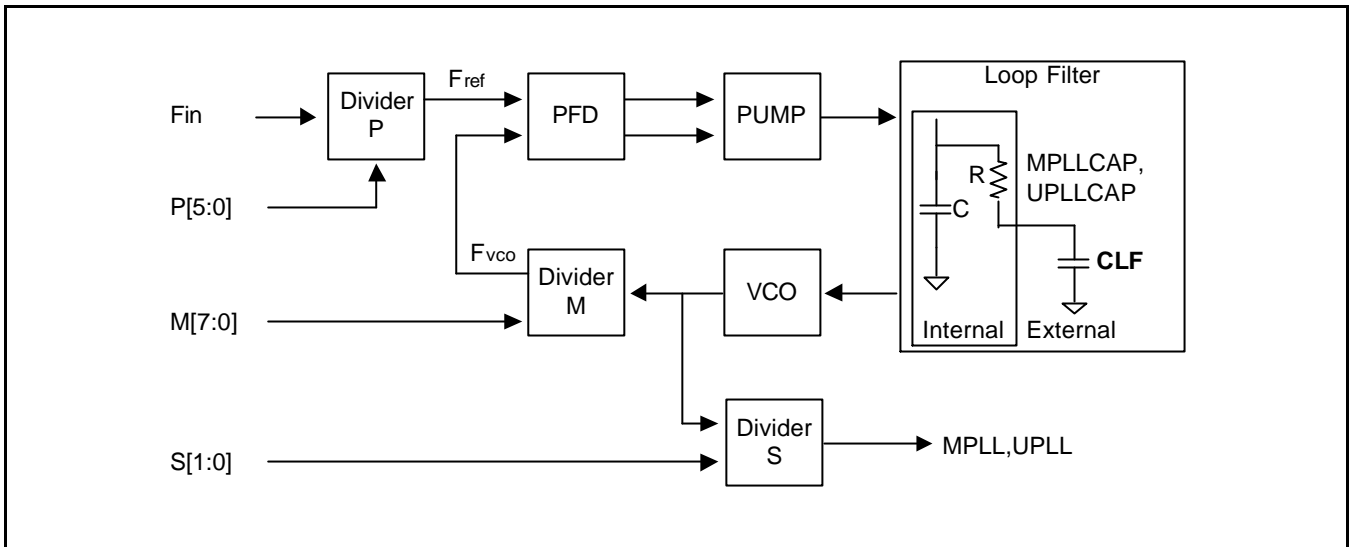 Loop Filter
Fin
Divider
P
Fref
PFD
PUMP
P[5:0]
R
C
MPLLCAP,
UPLLCAP
CLF
Internal
External
Fvco
Divider
M
VCO
M[7:0]
Divider
S
MPLL,UPLL
S[1:0]